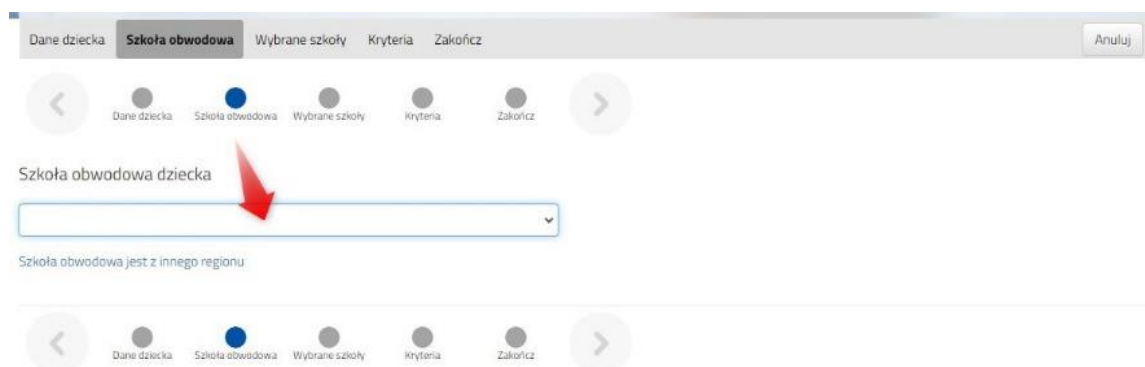 Dane dziecka Szkoła obwodowa Wybrane szkoły Kryteria Zakończ Anuluj
Dane dziecka Szkoła obwodowa Wybrane szkoły Kryteria Zakończ
Szkoła obwodowa dziecka
Szkoła obwodowa jest z innego regionu
Dane dziecka Szkoła obwodowa Wybrane szkoły Kryteria Zakończ